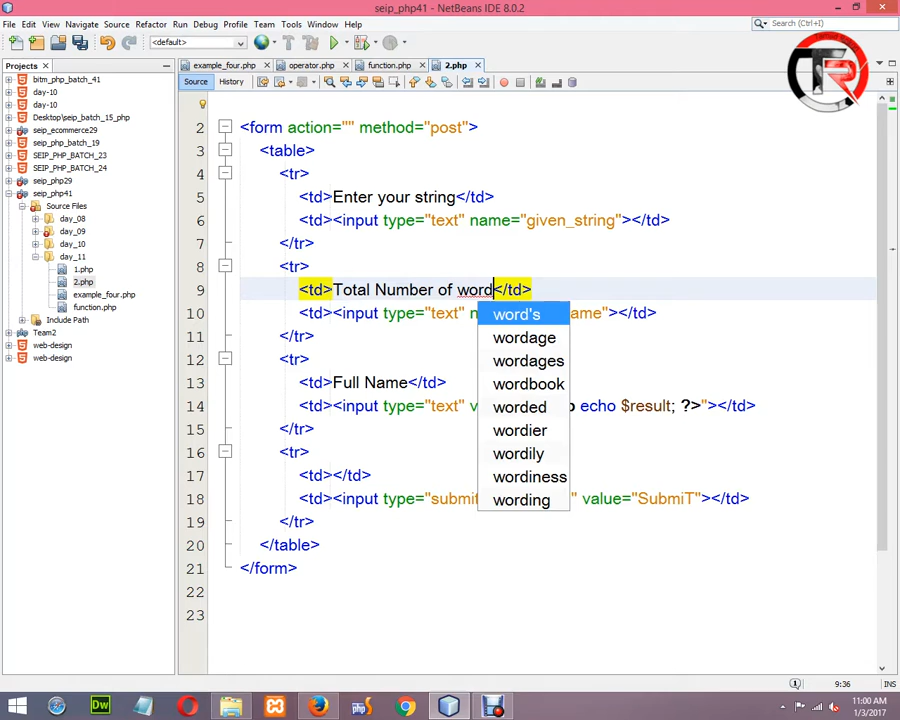 seip_php41 - NetBeans IDE 8.0.2
File Edit View Navigate Source Refactor Run Debug Profile Team Tools Window Help
Search (Ctrl+I)
<default>
Projects
example_four.php operator.php function.php 2.php
Source History
bitm_php_batch_41
day-10
day-10
Desktop\seip_batch_15_php
seip_ecommerce29
seip_php_batch_19
SEIP_PHP_BATCH_23
SEIP_PHP_BATCH_24
seip_php29
seip_php41
Source Files
day_08
day_09
day_10
day_11
1.php
2.php
example_four.php
function.php
Include Path
Team2
web-design
web-design
2 <form action="" method="post">
3 <table>
4 <tr>
5 <td>Enter your string</td>
6 <td><input type="text" name="given_string"></td>
7 </tr>
8 <tr>
9 <td>Total Number of word</td>
10 <td><input type="text" n ame"></td>
11 </tr>
12 <tr>
13 <td>Full Name</td>
14 <td><input type="text" v echo $result; ?>"></td>
15 </tr>
16 <tr>
17 <td></td>
18 <td><input type="submit value="SubmiT"></td>
19 </tr>
20 </table>
21 </form>
22
23
word's
wordage
wordages
wordbook
worded
wordier
wordily
wordiness
wording
TR
9:36 INS
Dw
11:00 AM
1/3/2017